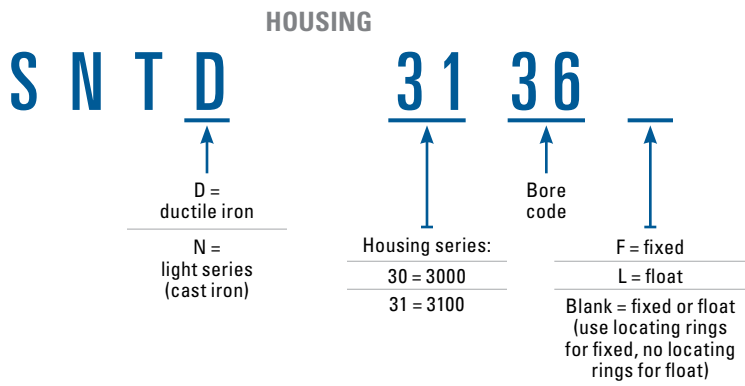 HOUSING
S N T D 31 36
D =
ductile iron
N =
light series
(cast iron)
Housing series:
30 = 3000
31 = 3100
Bore
code
F = fixed
L = float
Blank = fixed or float
(use locating rings
for fixed, no locating
rings for float)